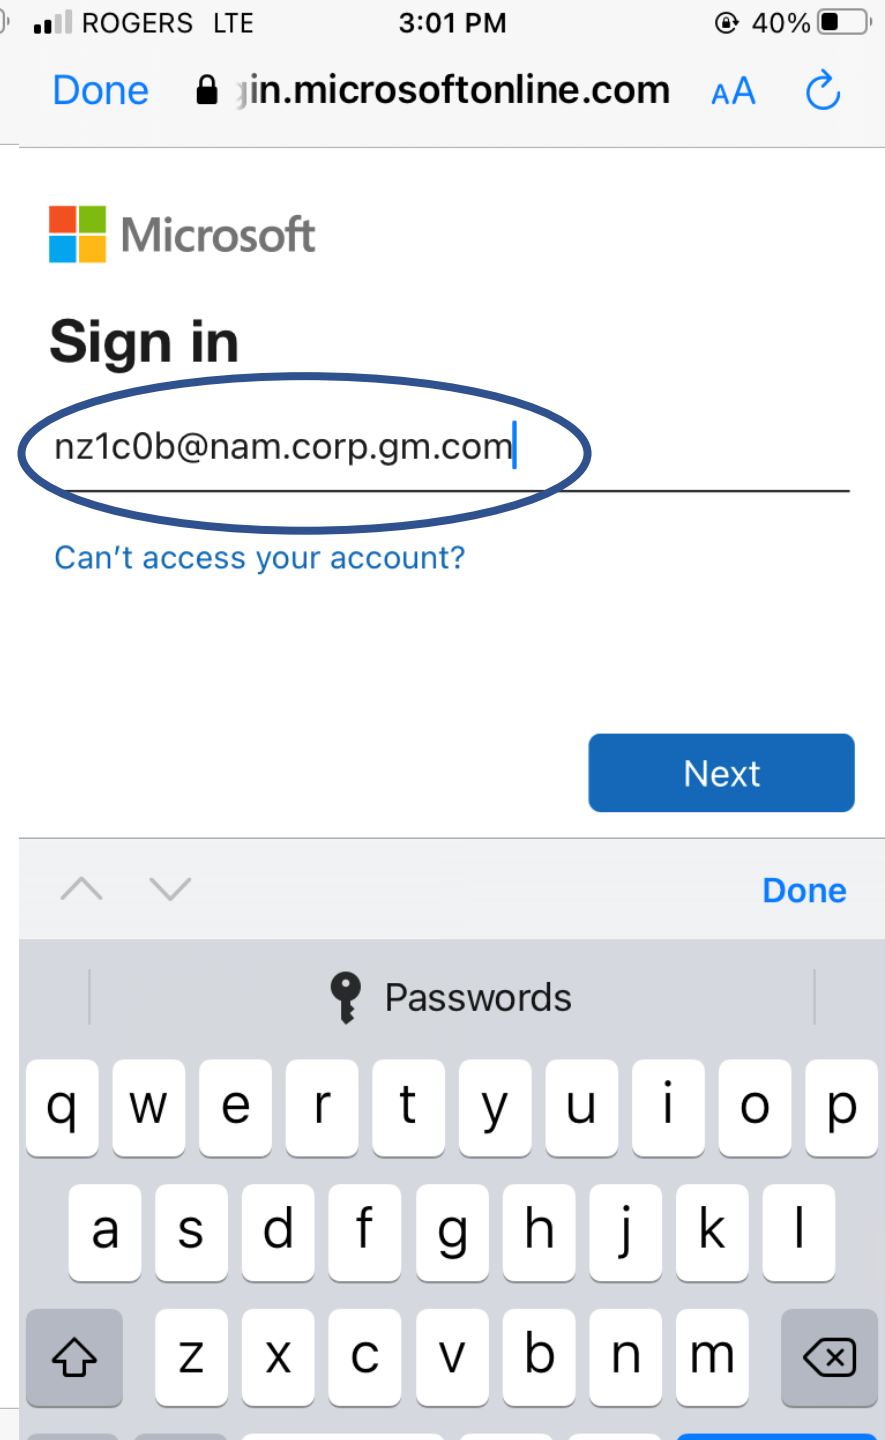 ROGERS LTE 3:01 PM 40%
Done gin.microsoftonline.com AA
Microsoft
Sign in
nz1c0b@nam.corp.gm.com
Can't access your account?
Next
Done
Passwords
q w e r t y u i o p
a s d f g h j k l
z x c v b n m